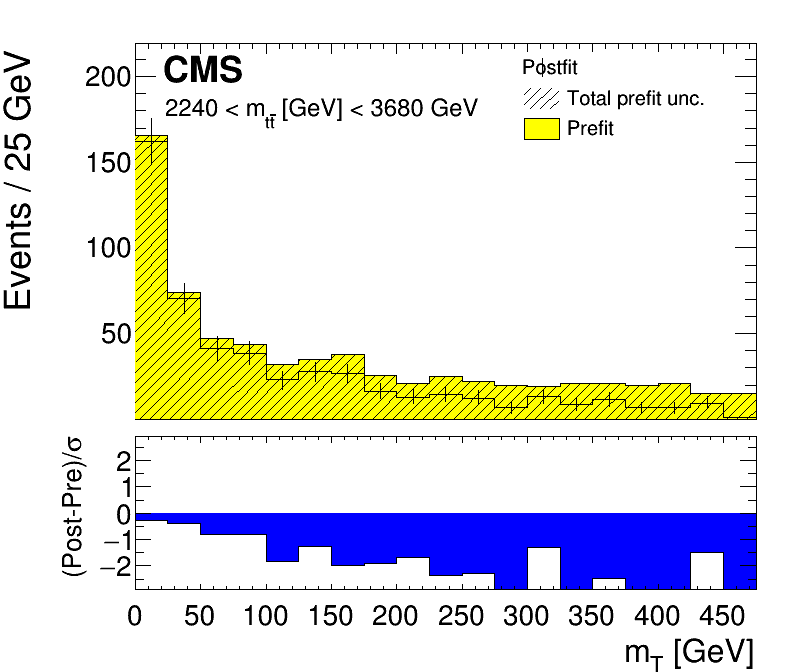 CMS
2240 < m_tt̄ [GeV] < 3680 GeV
Postfit
Total prefit unc.
Prefit
Events / 25 GeV
200
150
100
50
(Post-Pre)/σ
2
1
0
−1
−2
0 50 100 150 200 250 300 350 400 450
m_T [GeV]